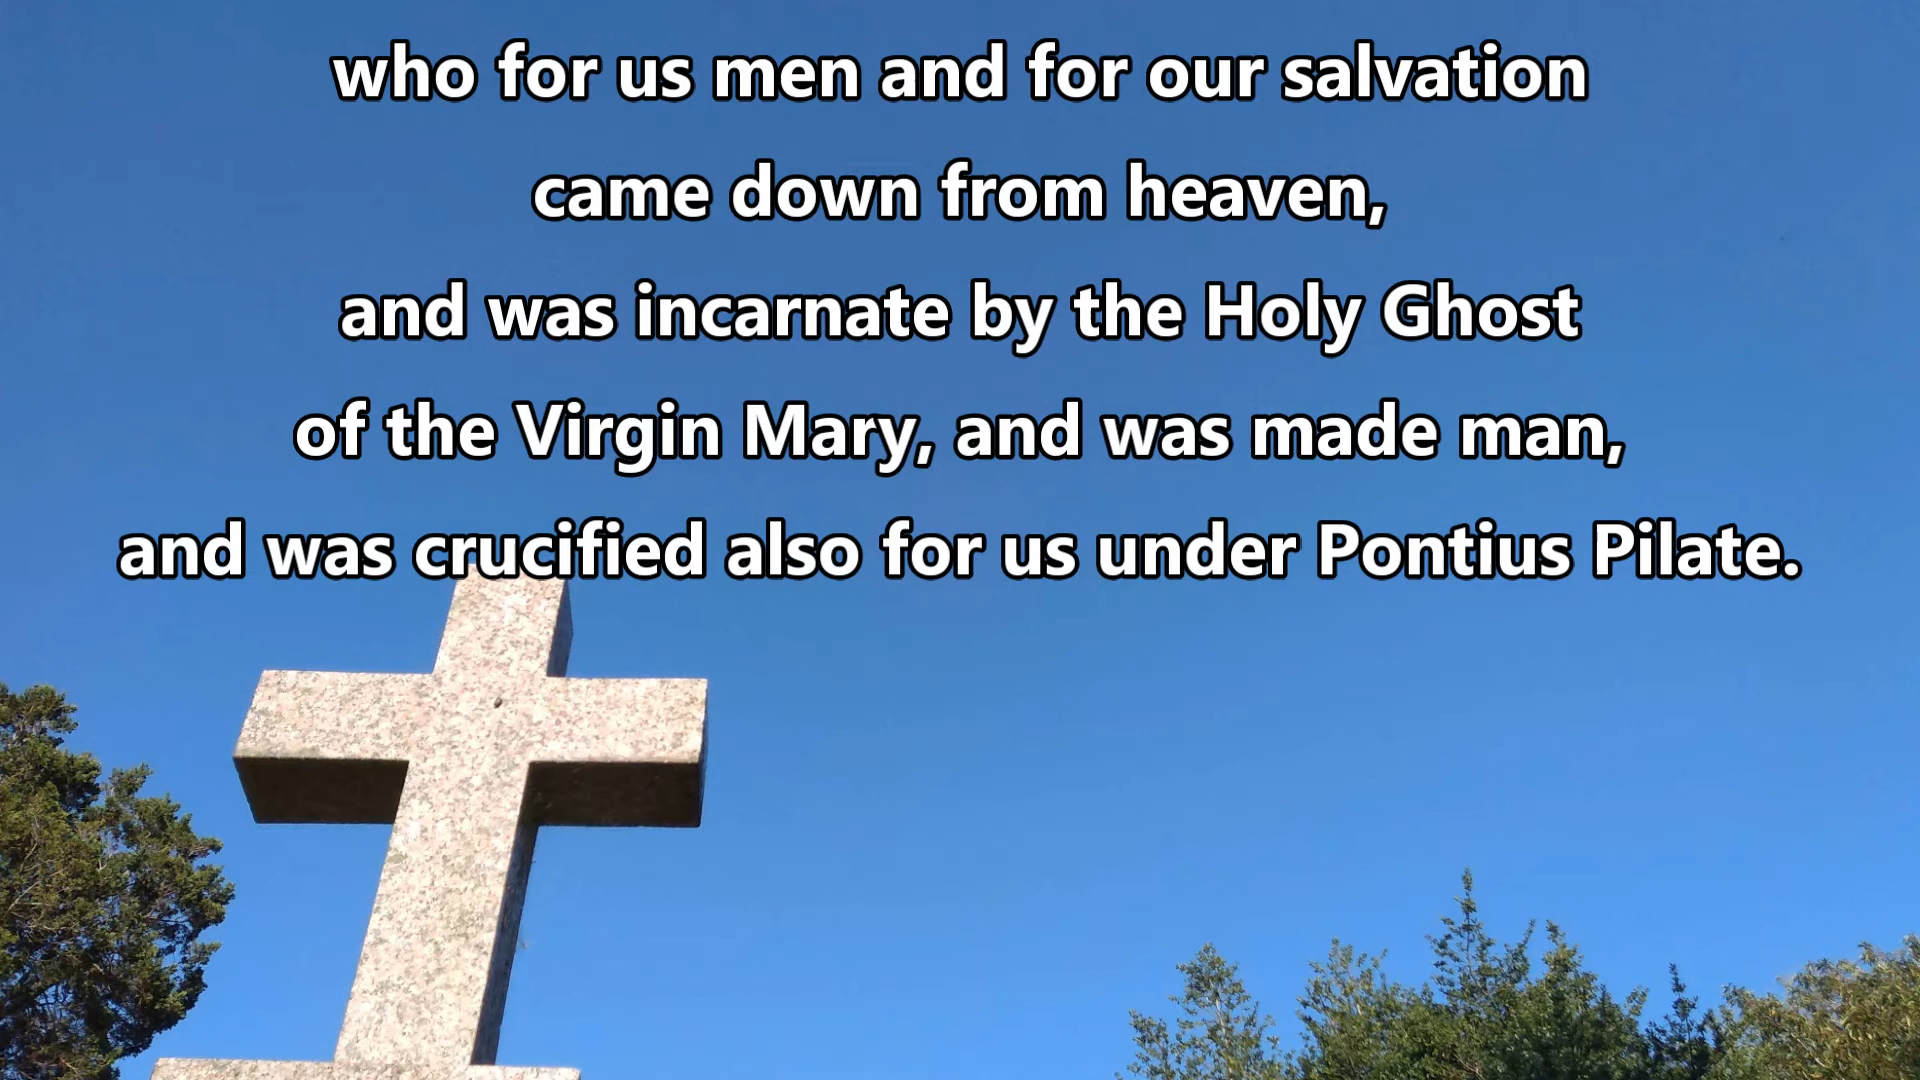 who for us men and for our salvation
came down from heaven,
and was incarnate by the Holy Ghost
of the Virgin Mary, and was made man,
and was crucified also for us under Pontius Pilate.